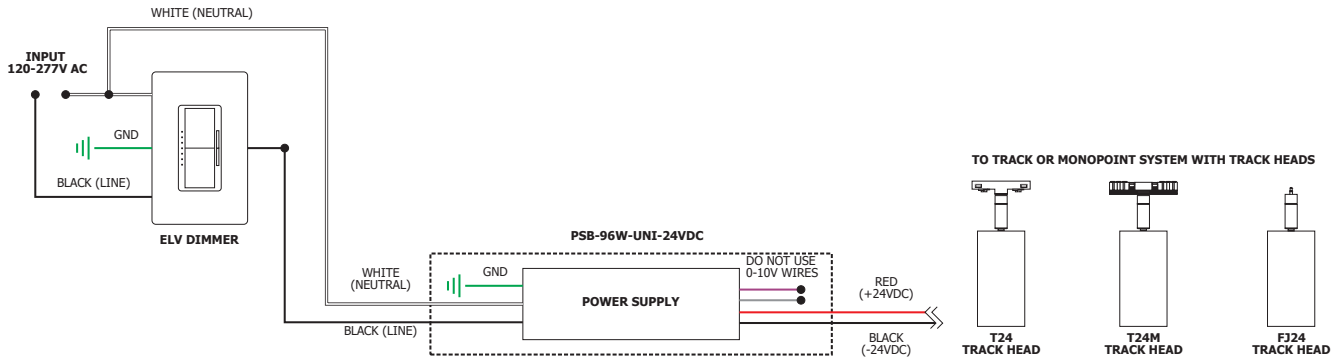 WHITE (NEUTRAL)
INPUT
120-277V AC
GND
BLACK (LINE)
ELV DIMMER
TO TRACK OR MONOPOINT SYSTEM WITH TRACK HEADS
PSB-96W-UNI-24VDC
WHITE
(NEUTRAL)
GND
DO NOT USE
0-10V WIRES
POWER SUPPLY
RED
(+24VDC)
BLACK (LINE)
BLACK
(-24VDC)
T24
TRACK HEAD
T24M
TRACK HEAD
FJ24
TRACK HEAD